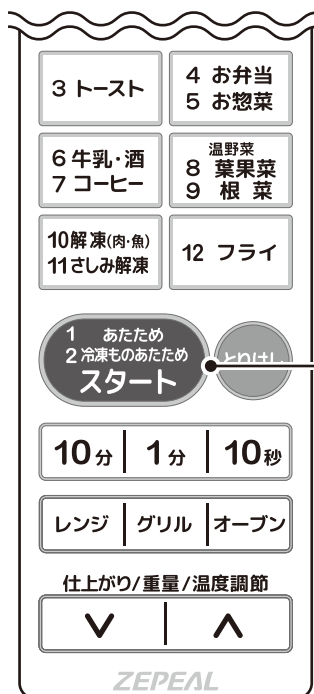 3 トースト
4 お弁当
5 お惣菜
6 牛乳・酒
7 コーヒー
温野菜
8 葉果菜
9 根 菜
10解凍(肉・魚)
11さしみ解凍
12 フライ
1 あたため
2 冷凍ものあたため
スタート
とりけし
10分 1分 10秒
レンジ グリル オーブン
仕上がり/重量/温度調節
ZEPEAL